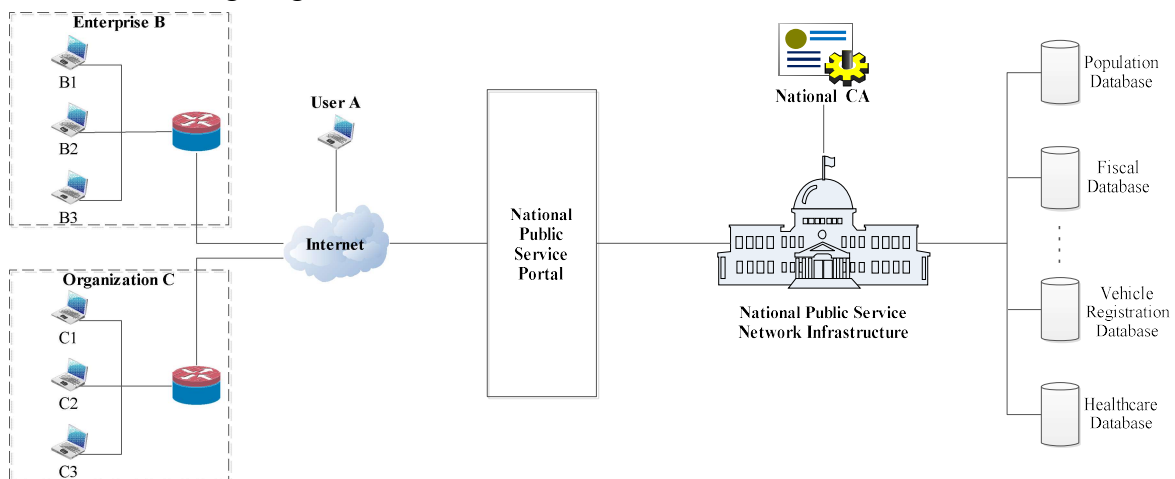 Enterprise B
B1
B2
B3
Organization C
C1
C2
C3
User A
Internet
National
Public
Service
Portal
National CA
National Public Service
Network Infrastructure
Population
Database
Fiscal
Database
Vehicle
Registration
Database
Healthcare
Database